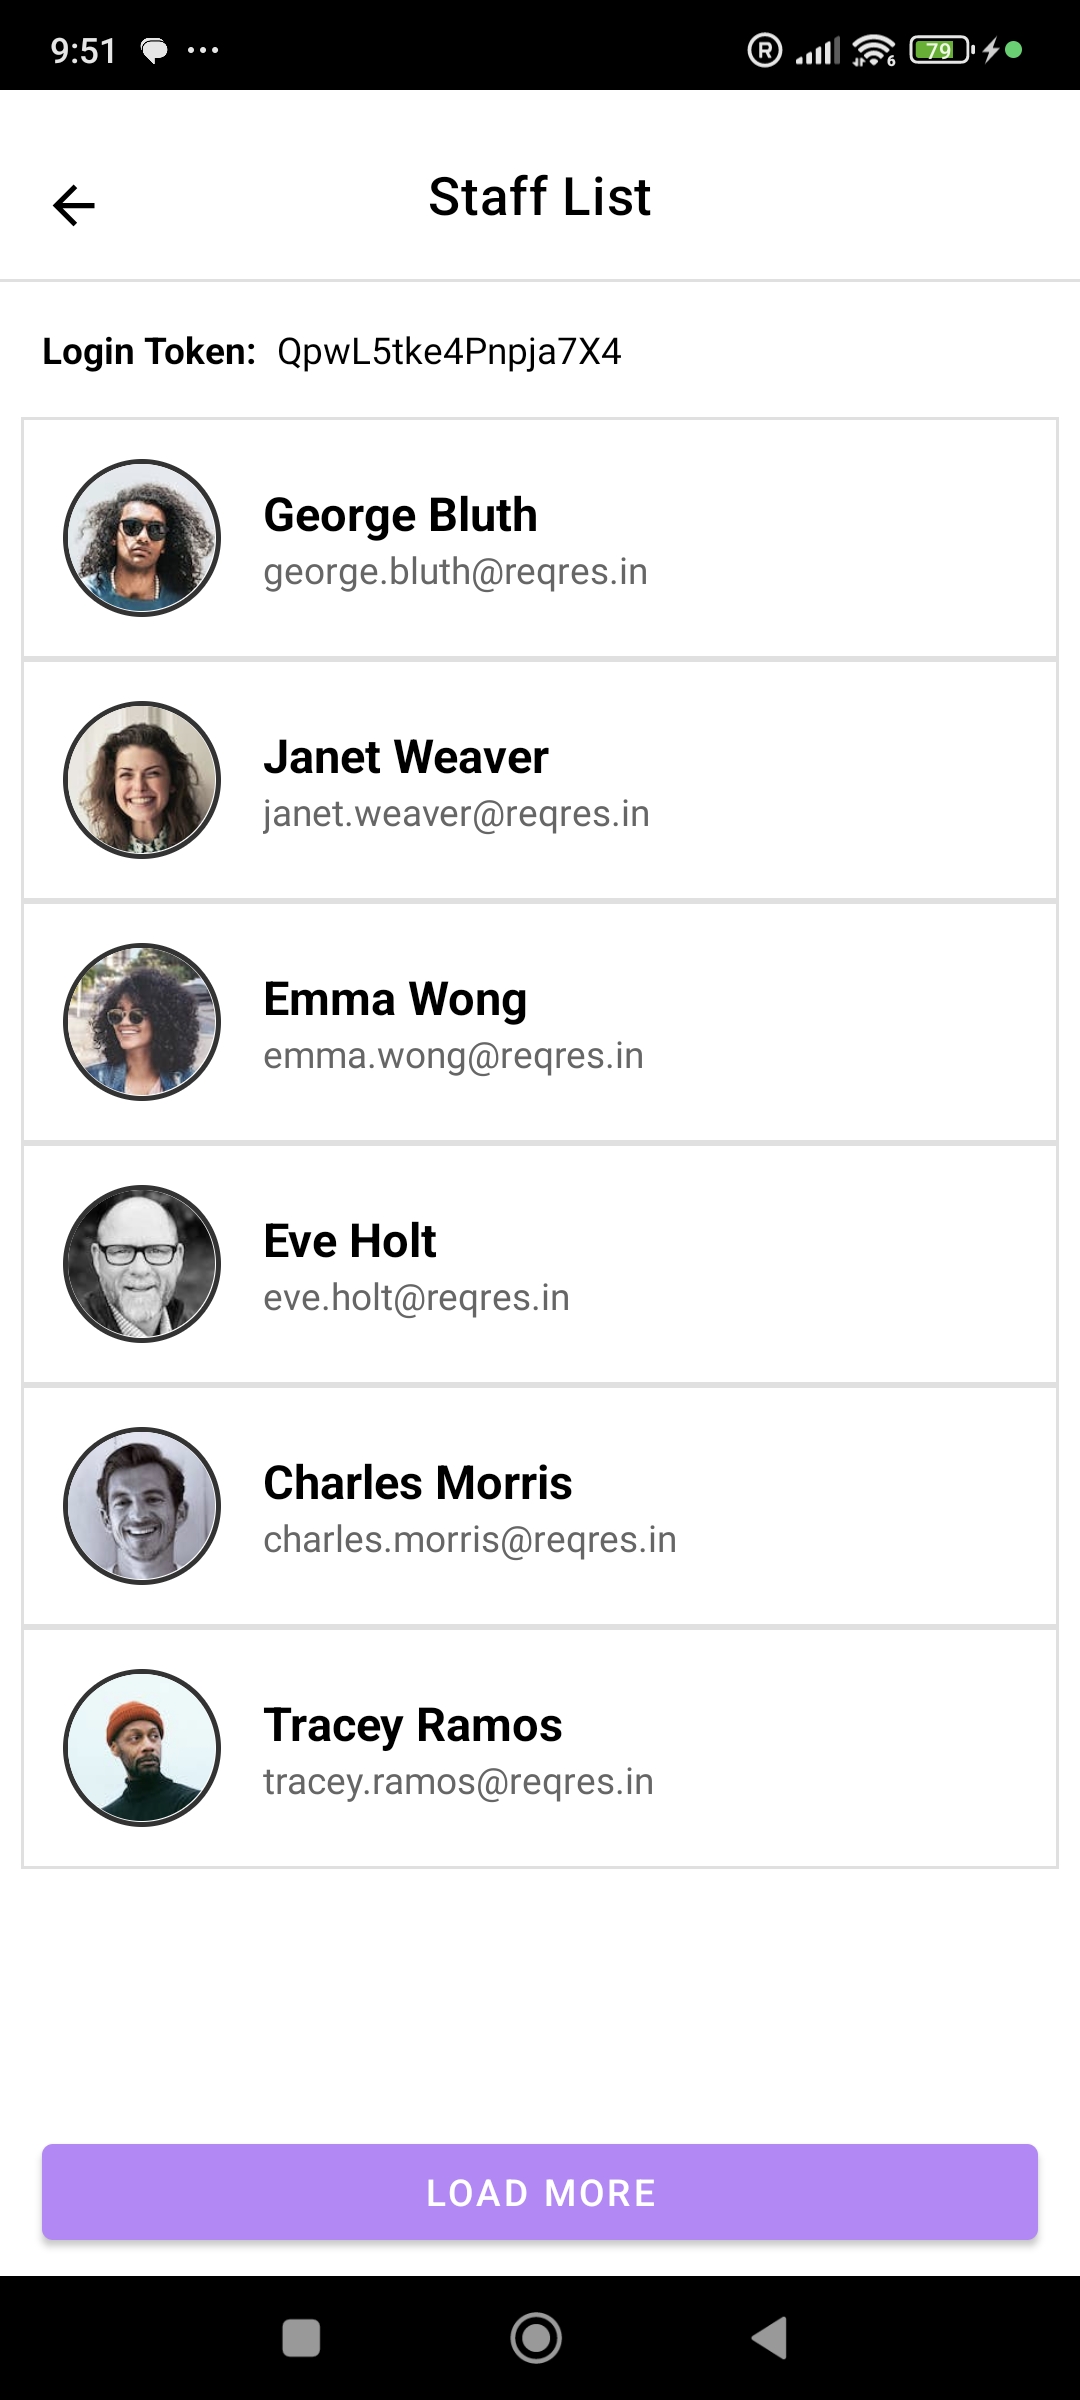 9:51
R
6
79
Staff List
Login Token: QpwL5tke4Pnpja7X4
George Bluth
george.bluth@reqres.in
Janet Weaver
janet.weaver@reqres.in
Emma Wong
emma.wong@reqres.in
Eve Holt
eve.holt@reqres.in
Charles Morris
charles.morris@reqres.in
Tracey Ramos
tracey.ramos@reqres.in
LOAD MORE